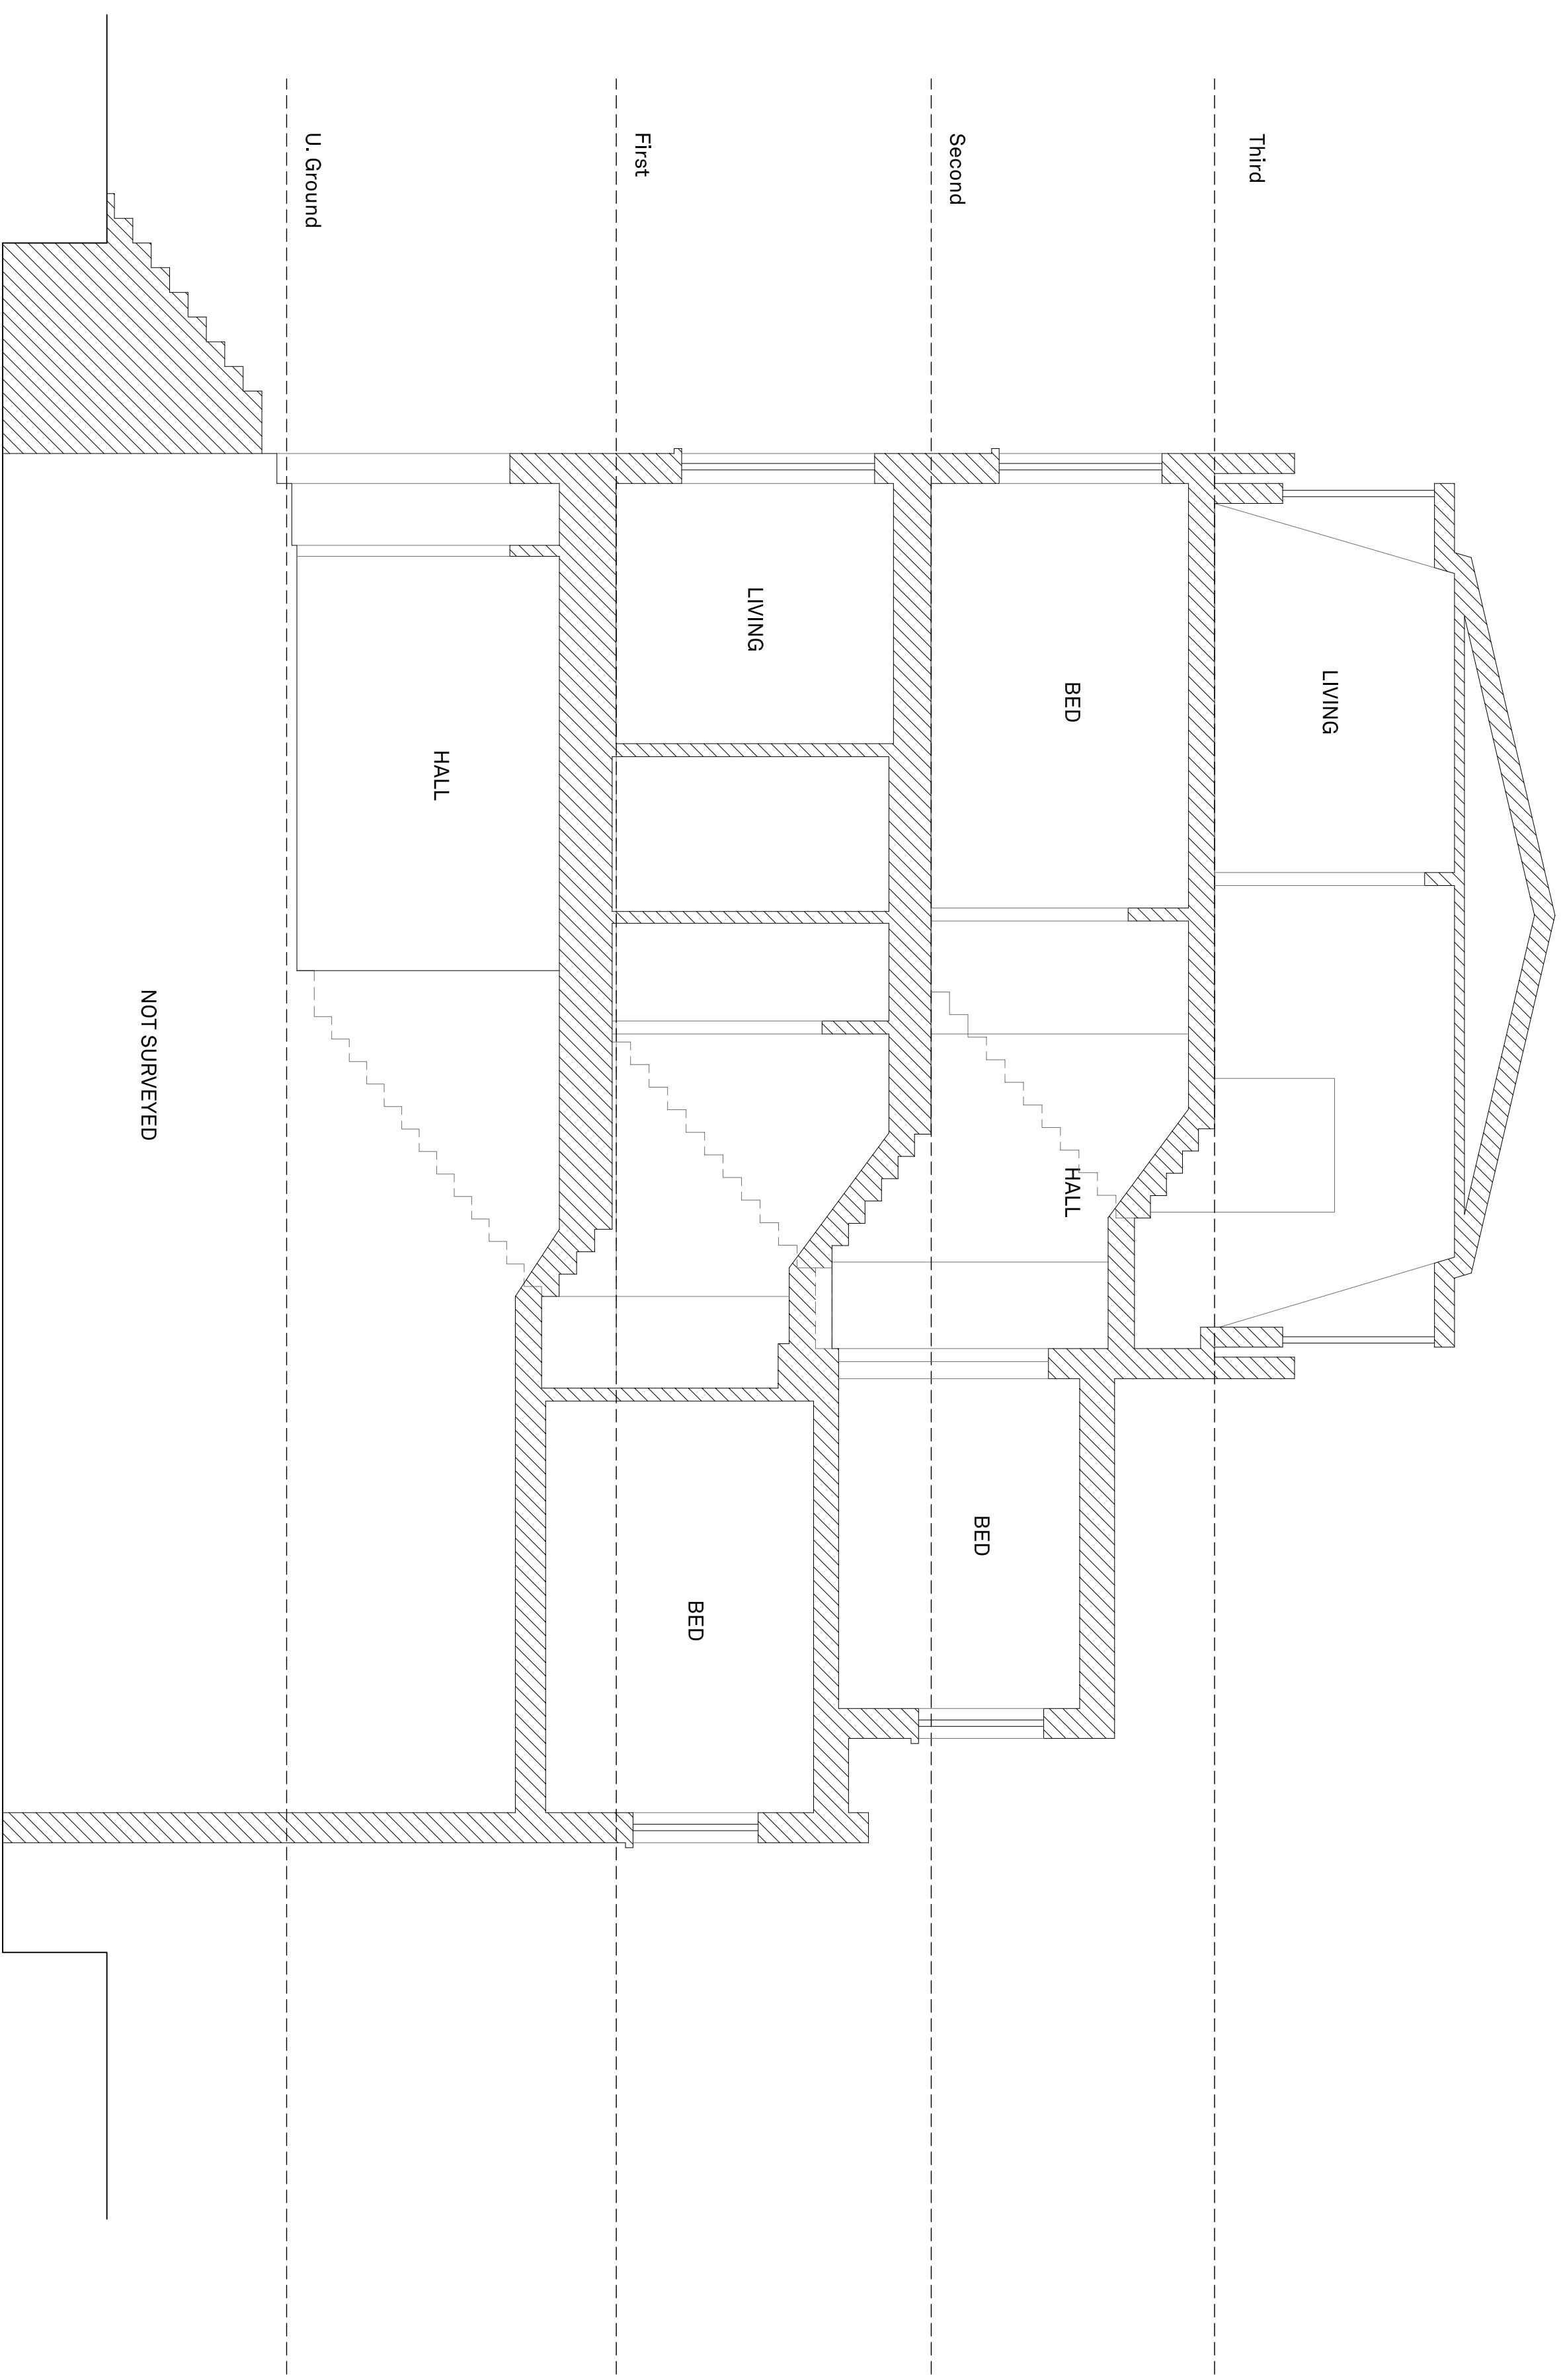 Third
LIVING
Second
BED
HALL
BED
First
LIVING
BED
U. Ground
HALL
NOT SURVEYED